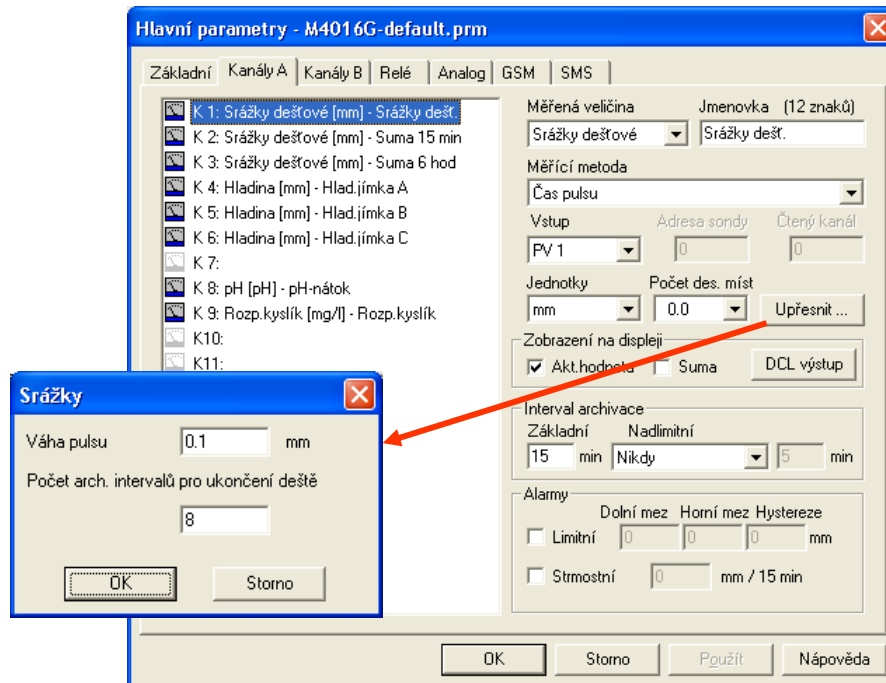 Hlavní parametry - M4016G-default.prm
Základní Kanály A Kanály B Relé Analog GSM SMS
K 1: Srážky dešťové [mm] - Srážky dešť.
K 2: Srážky dešťové [mm] - Suma 15 min
K 3: Srážky dešťové [mm] - Suma 6 hod
K 4: Hladina [mm] - Hlad.jímka A
K 5: Hladina [mm] - Hlad.jímka B
K 6: Hladina [mm] - Hlad.jímka C
K 7:
K 8: pH [pH] - pH-nátok
K 9: Rozp.kyslík [mg/l] - Rozp.kyslík
K10:
K11:
Měřená veličina Jmenovka (12 znaků)
Srážky dešťové Srážky dešť.
Měřící metoda
Čas pulsu
Vstup Adresa sondy Čtený kanál
PV 1 0 0
Jednotky Počet des. míst
mm 0.0 Upřesnit ...
Zobrazení na displeji
Akt.hodnota Suma DCL výstup
Interval archivace
Základní Nadlimitní
15 min Nikdy 5 min
Alarmy
Dolní mez Horní mez Hystereze
Limitní 0 0 0 mm
Strmostní 0 mm / 15 min
OK Storno Použít Nápověda
Srážky
Váha pulsu 0.1 mm
Počet arch. intervalů pro ukončení deště
8
OK Storno